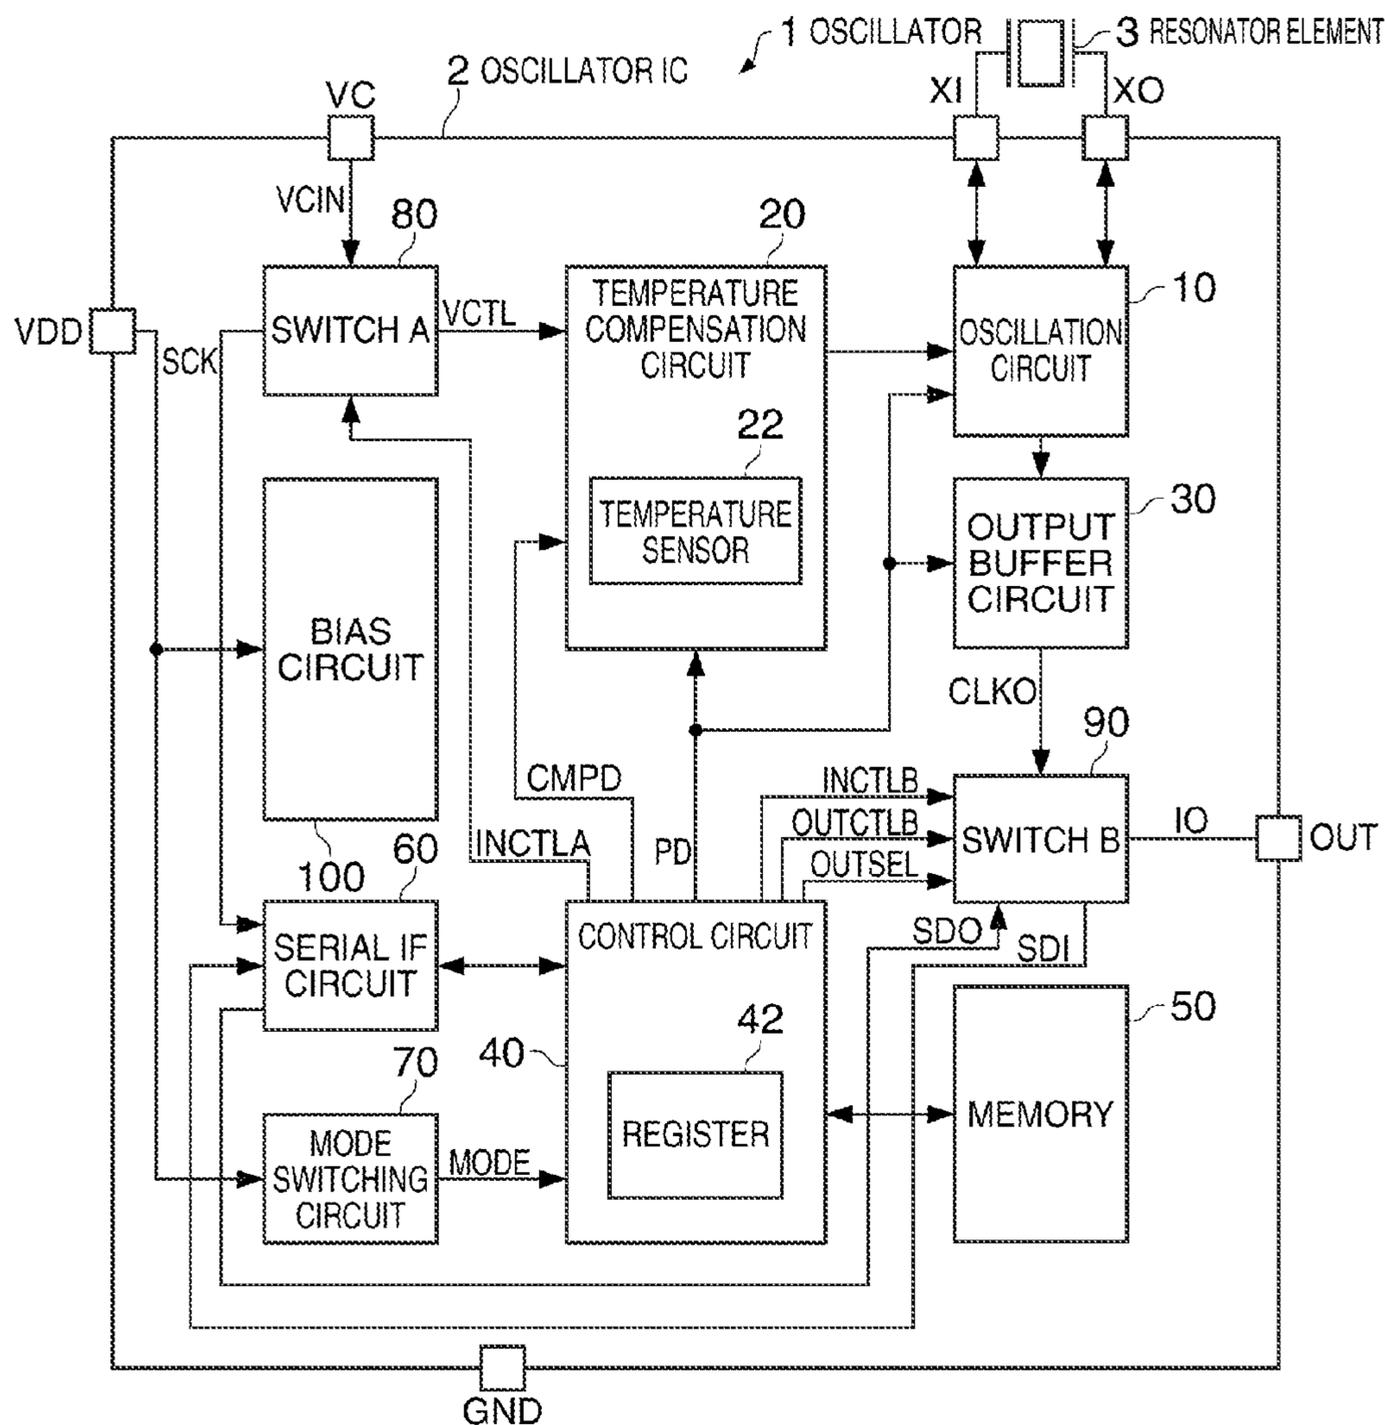 1 OSCILLATOR
3 RESONATOR ELEMENT
2 OSCILLATOR IC
VC
XI
XO
VCIN
80
20
10
VDD
SCK
SWITCH A
VCTL
TEMPERATURE
COMPENSATION
CIRCUIT
OSCILLATION
CIRCUIT
22
TEMPERATURE
SENSOR
30
OUTPUT
BUFFER
CIRCUIT
BIAS
CIRCUIT
100
CLKO
90
CMPD
INCTLA
PD
INCTLB
OUTCTLB
OUTSEL
SWITCH B
IO
OUT
60
SERIAL IF
CIRCUIT
CONTROL CIRCUIT
SDO
SDI
40
42
REGISTER
50
MEMORY
70
MODE
SWITCHING
CIRCUIT
MODE
GND